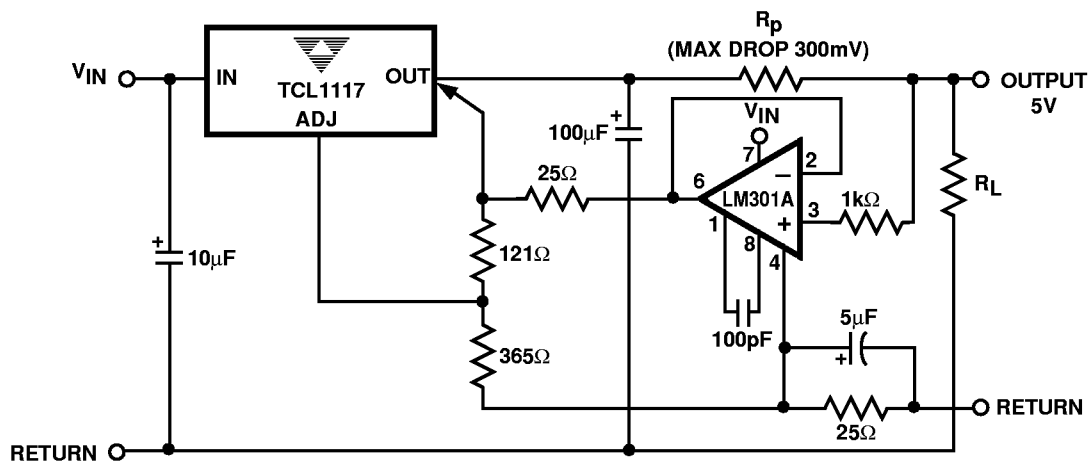 Rp
(MAX DROP 300mV)
VIN
IN
TCL1117
OUT
ADJ
OUTPUT
5V
+
100µF
VIN
7
2
–
6
LM301A
25Ω
1kΩ
3
+
1
8
4
RL
+
10µF
121Ω
100pF
5µF
+
365Ω
25Ω
RETURN
RETURN